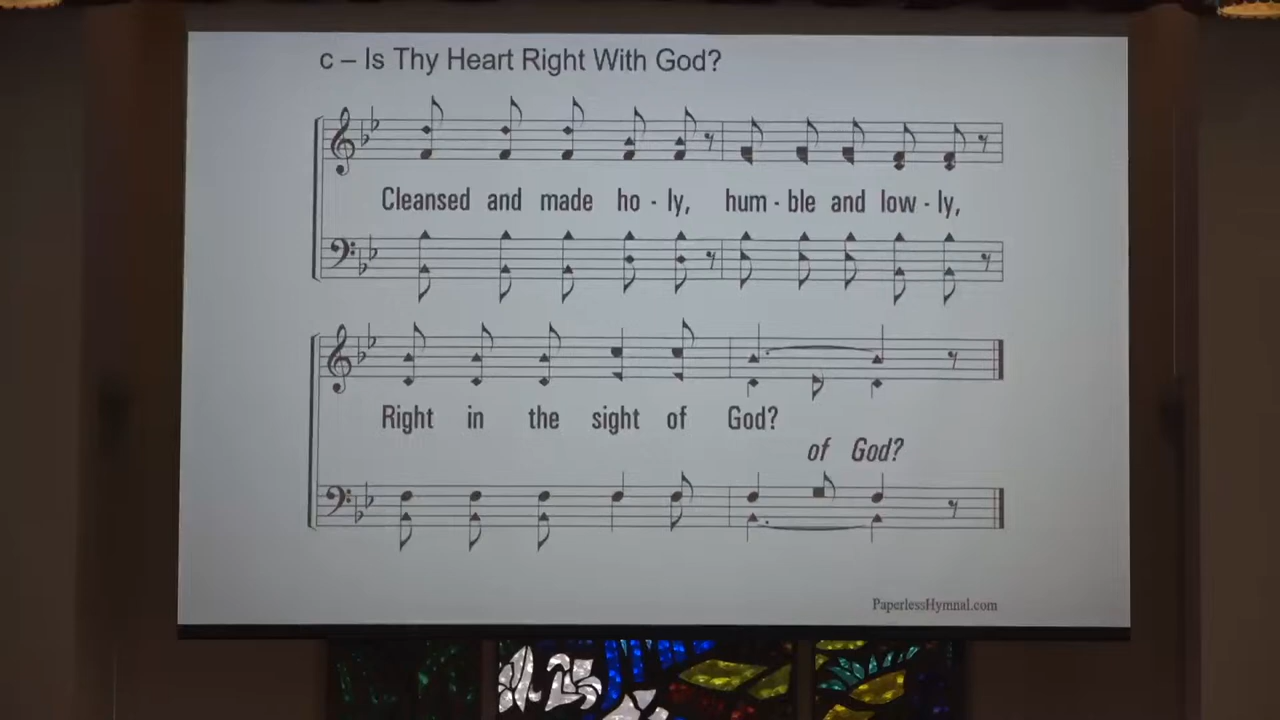 c – Is Thy Heart Right With God?
Cleansed and made ho - ly, hum - ble and low - ly,
Right in the sight of God?
of God?
PaperlessHymnal.com